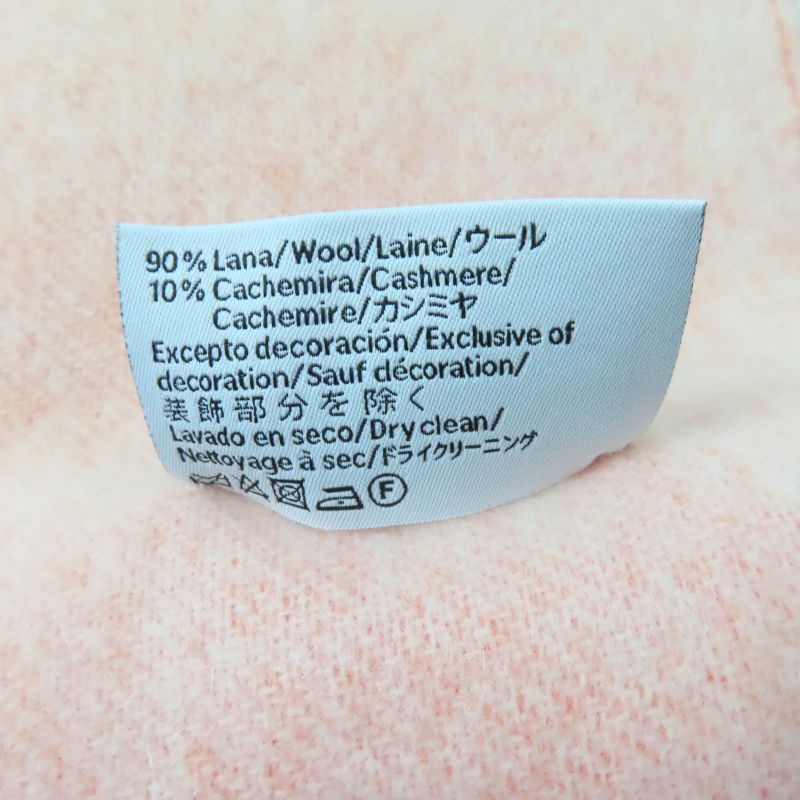 90% Lana/Wool/Laine/ウール
10% Cachemira/Cashmere/
Cachemire/カシミヤ
Excepto decoración/Exclusive of
decoration/Sauf décoration/
装飾部分を除く
Lavado en seco/Dry clean/
Nettoyage à sec/ドライクリーニング
F